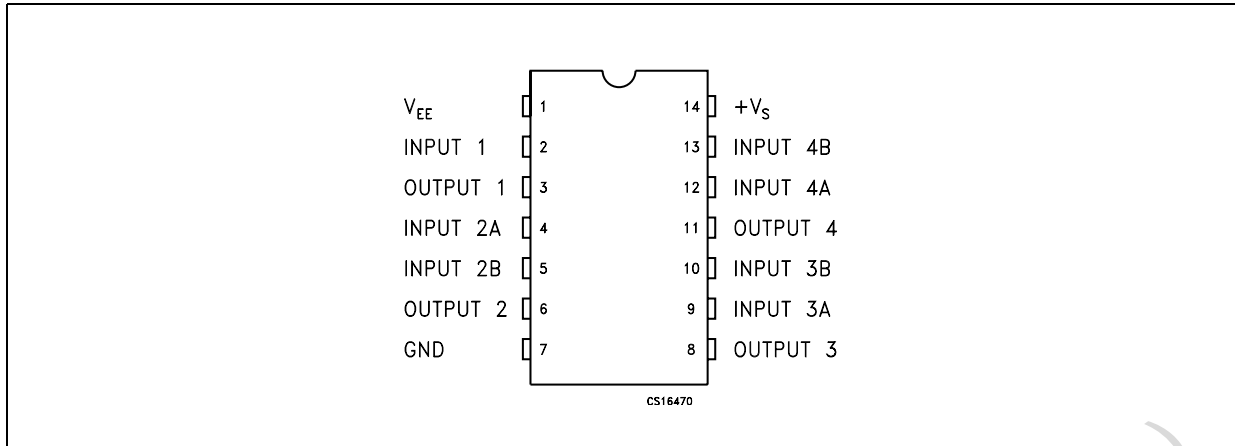 V_EE 1 14 +V_S
INPUT 1 2 13 INPUT 4B
OUTPUT 1 3 12 INPUT 4A
INPUT 2A 4 11 OUTPUT 4
INPUT 2B 5 10 INPUT 3B
OUTPUT 2 6 9 INPUT 3A
GND 7 8 OUTPUT 3
CS16470